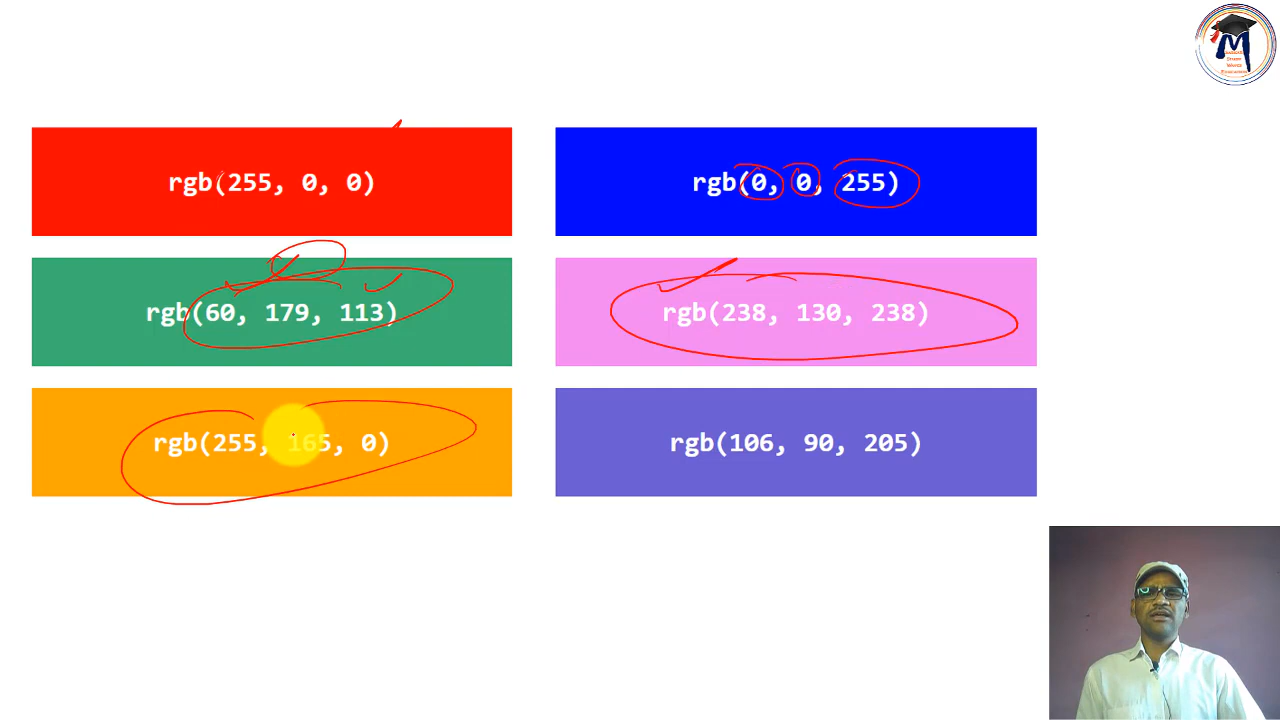 rgb(255, 0, 0)
rgb(0, 0, 255)
rgb(60, 179, 113)
rgb(238, 130, 238)
rgb(255, 165, 0)
rgb(106, 90, 205)